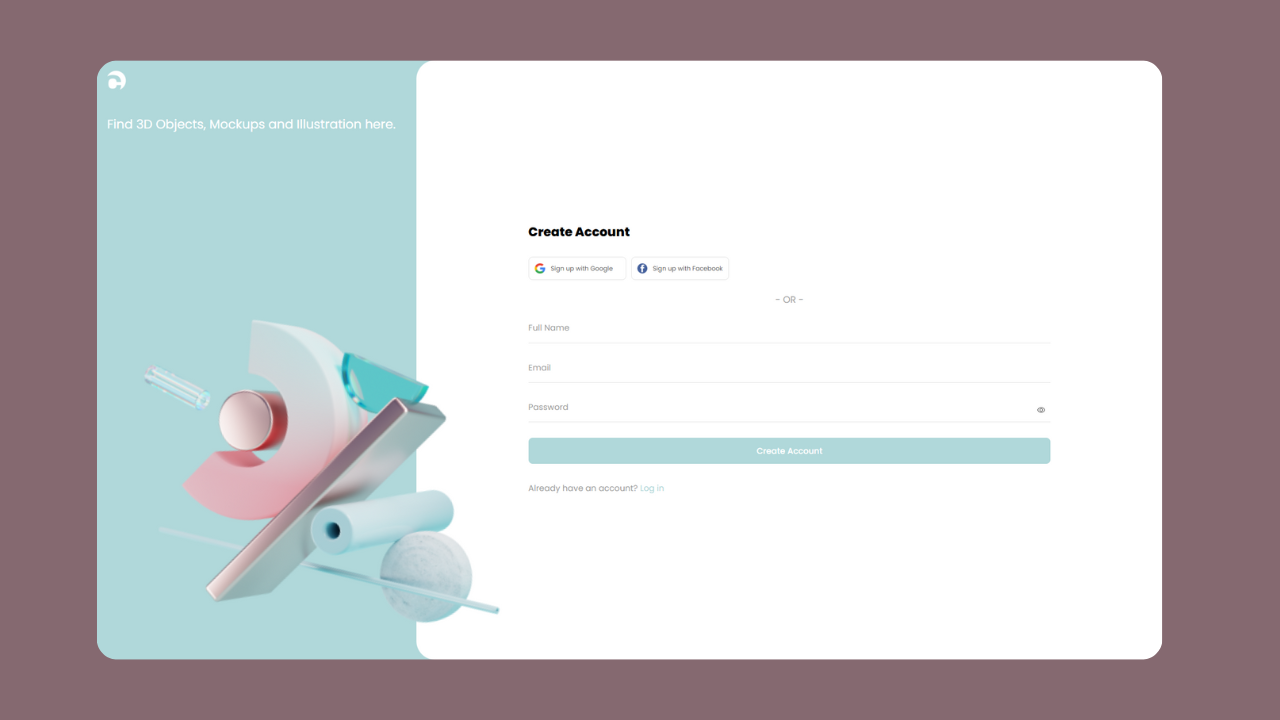 Find 3D Objects, Mockups and Illustration here.
Create Account
Sign up with Google
Sign up with Facebook
- OR -
Full Name
Email
Password
Create Account
Already have an account? Log in